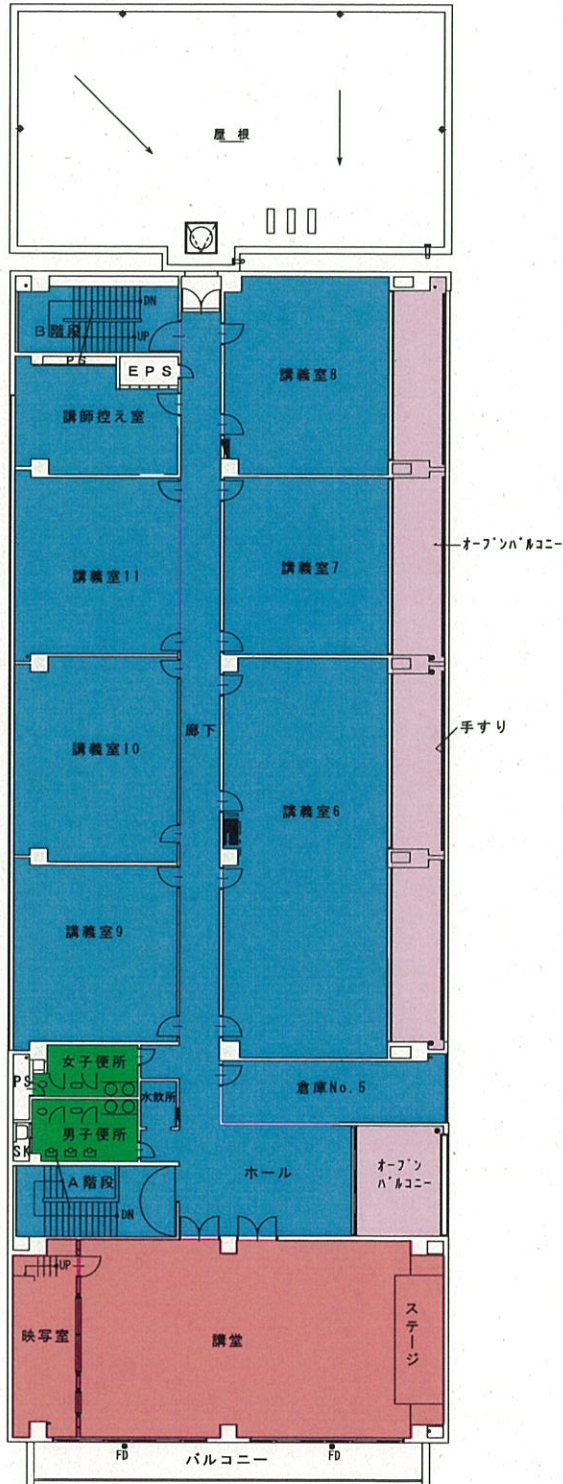 屋 根
DN
B階段
UP
PS
EPS
講師控え室
講義室8
講義室11
講義室7
オープンバルコニー
廊下
手すり
講義室10
講義室6
講義室9
女子便所
PS
水飲所
倉庫No.5
男子便所
SK
A階段
DN
ホール
オープン
バルコニー
UP
映写室
講堂
ステージ
FD
バルコニー
FD